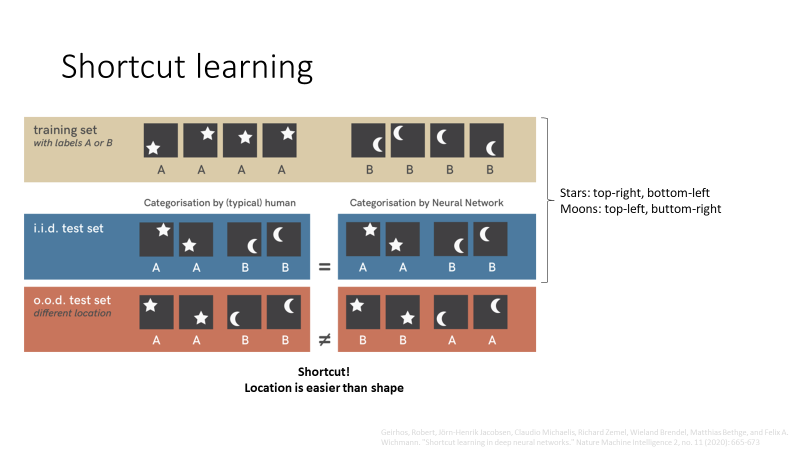 Shortcut learning
training set
with labels A or B
A A A A B B B B
Categorisation by (typical) human Categorisation by Neural Network
i.i.d. test set
A A B B = A A B B
o.o.d. test set
different location
A A B B ≠ B B A A
Stars: top-right, bottom-left
Moons: top-left, buttom-right
Shortcut!
Location is easier than shape
Geirhos, Robert, Jörn-Henrik Jacobsen, Claudio Michaelis, Richard Zemel, Wieland Brendel, Matthias Bethge, and Felix A.
Wichmann. "Shortcut learning in deep neural networks." Nature Machine Intelligence 2, no. 11 (2020): 665-673